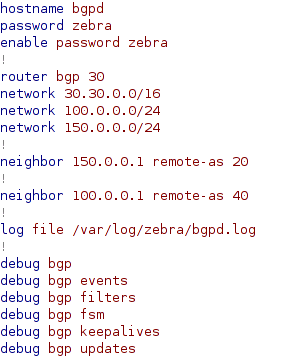 hostname bgpd
password zebra
enable password zebra
!
router bgp 30
network 30.30.0.0/16
network 100.0.0.0/24
network 150.0.0.0/24
!
neighbor 150.0.0.1 remote-as 20
!
neighbor 100.0.0.1 remote-as 40
!
log file /var/log/zebra/bgpd.log
!
debug bgp
debug bgp events
debug bgp filters
debug bgp fsm
debug bgp keepalives
debug bgp updates